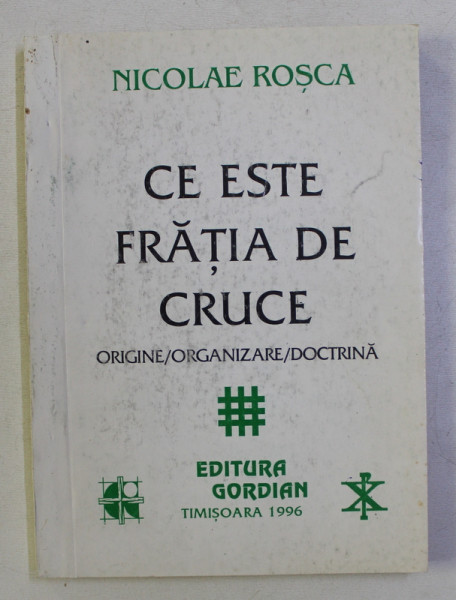 NICOLAE ROȘCA
CE ESTE
FRĂȚIA DE
CRUCE
ORIGINE/ORGANIZARE/DOCTRINĂ
EDITURA
GORDIAN
TIMIȘOARA 1996